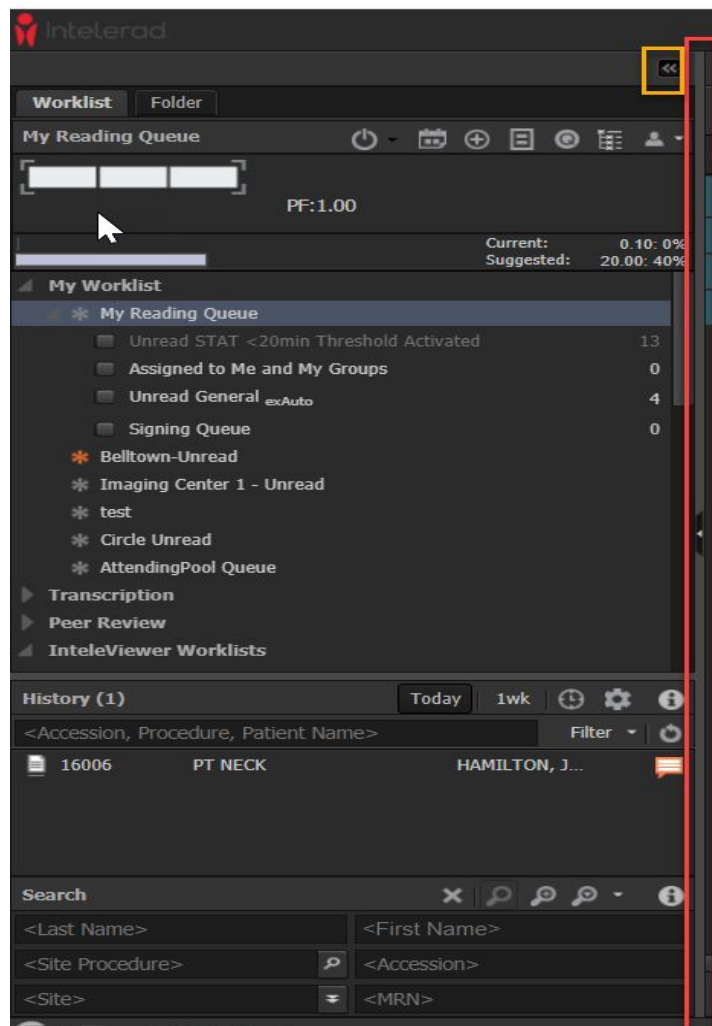 Intelerad
Worklist Folder
My Reading Queue
PF:1.00
Current: 0.10: 0%
Suggested: 20.00: 40%
My Worklist
My Reading Queue
Unread STAT <20min Threshold Activated 13
Assigned to Me and My Groups 0
Unread General exAuto 4
Signing Queue 0
Belltown-Unread
Imaging Center 1 - Unread
test
Circle Unread
AttendingPool Queue
Transcription
Peer Review
InteleViewer Worklists
History (1) Today 1wk
<Accession, Procedure, Patient Name> Filter
16006 PT NECK HAMILTON, J...
Search
<Last Name> <First Name>
<Site Procedure> <Accession>
<Site> <MRN>